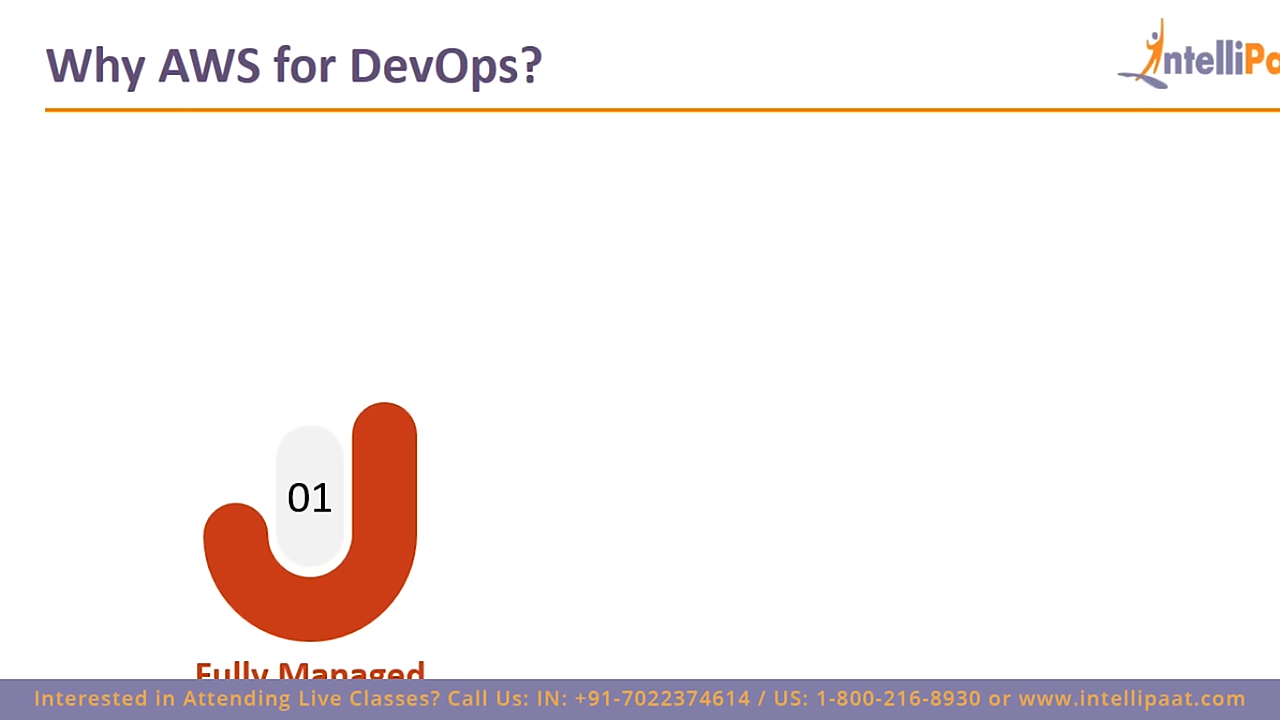 Why AWS for DevOps?
IntelliPa
01
Fully Managed
Interested in Attending Live Classes? Call Us: IN: +91-7022374614 / US: 1-800-216-8930 or www.intellipaat.com